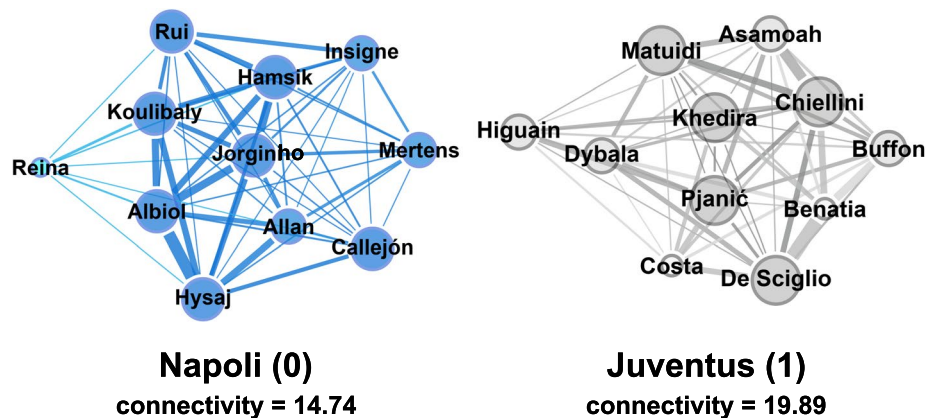 Rui
Insigne
Hamsik
Koulibaly
Jorginho
Mertens
Reina
Albiol
Allan
Callejón
Hysaj
Napoli (0)
connectivity = 14.74
Asamoah
Matuidi
Chiellini
Khedira
Higuain
Dybala
Buffon
Pjanić
Benatia
Costa
De Sciglio
Juventus (1)
connectivity = 19.89